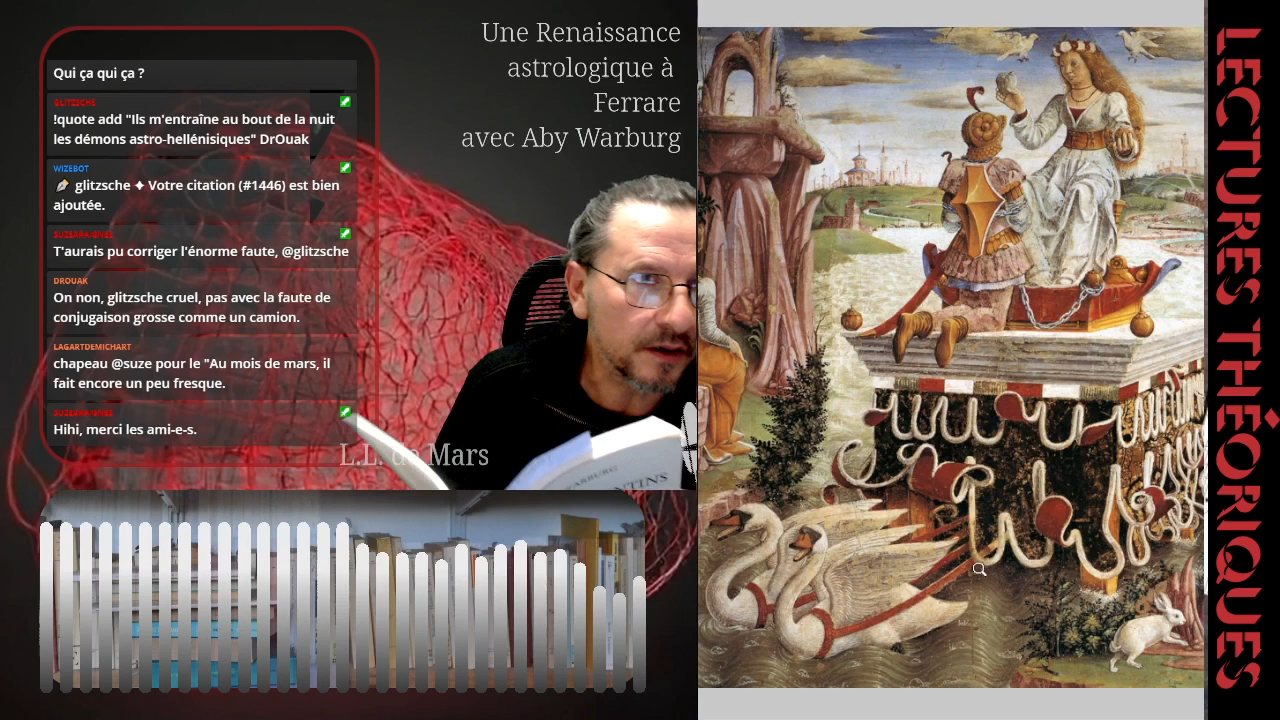 Une Renaissance
astrologique à
Ferrare
avec Aby Warburg
Qui ça qui ça ?
GLITZSCHE
!quote add "Ils m'entraîne au bout de la nuit
les démons astro-hellénisiques" DrOuak
WIZEBOT
glitzsche ✦ Votre citation (#1446) est bien
ajoutée.
SUZEARAIGNEE
T'aurais pu corriger l'énorme faute, @glitzsche
DROUAK
On non, glitzsche cruel, pas avec la faute de
conjugaison grosse comme un camion.
LAGARTDEMICHART
chapeau @suze pour le "Au mois de mars, il
fait encore un peu fresque.
Hihi, merci les ami-e-s.
L.L. de Mars
LECTURES THÉORIQUES